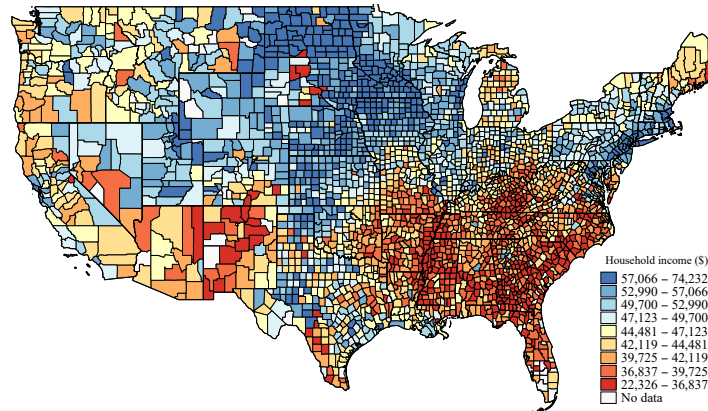 Household income ($)
57,066 – 74,232
52,990 – 57,066
49,700 – 52,990
47,123 – 49,700
44,481 – 47,123
42,119 – 44,481
39,725 – 42,119
36,837 – 39,725
22,326 – 36,837
No data